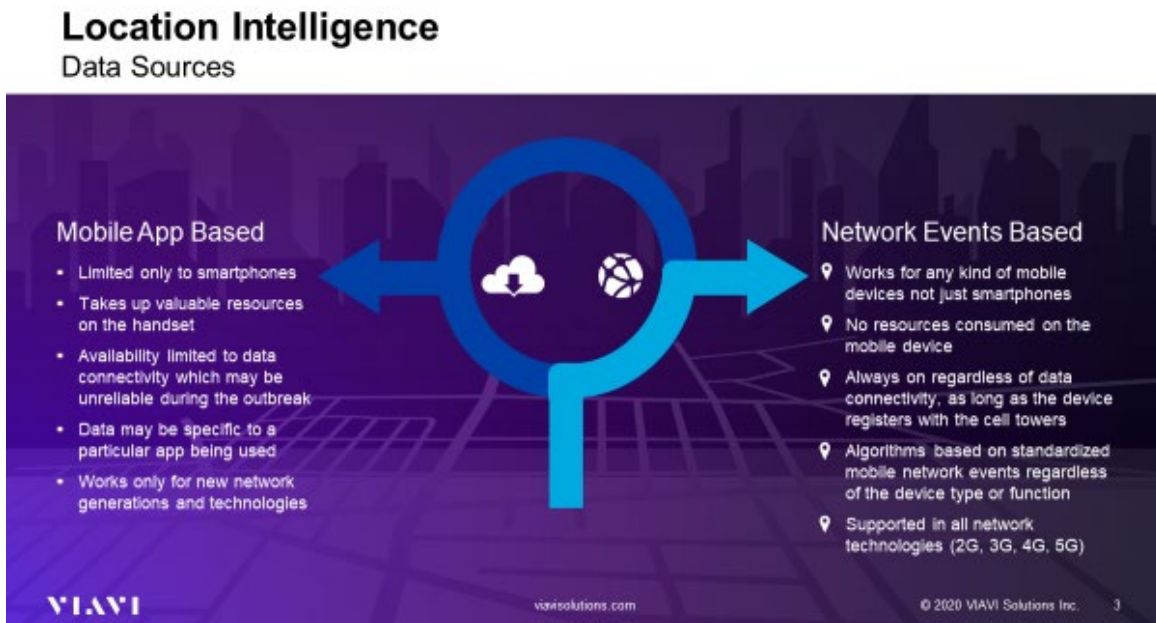 Location Intelligence
Data Sources
Mobile App Based
▪ Limited only to smartphones
▪ Takes up valuable resources
on the handset
▪ Availability limited to data
connectivity which may be
unreliable during the outbreak
▪ Data may be specific to a
particular app being used
▪ Works only for new network
generations and technologies
Network Events Based
Works for any kind of mobile
devices not just smartphones
No resources consumed on the
mobile device
Always on regardless of data
connectivity, as long as the device
registers with the cell towers
Algorithms based on standardized
mobile network events regardless
of the device type or function
Supported in all network
technologies (2G, 3G, 4G, 5G)
VIAVI
viavisolutions.com
© 2020 VIAVI Solutions Inc. 3